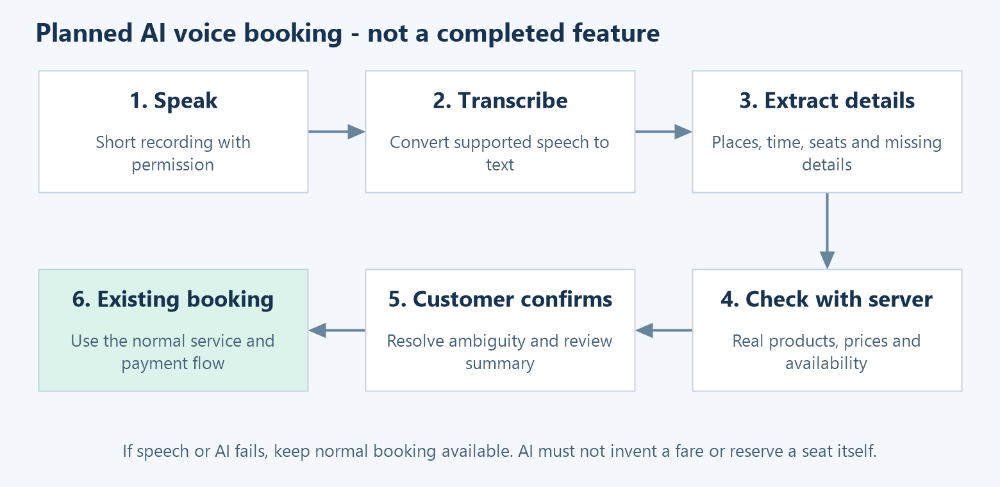 Planned AI voice booking - not a completed feature
1. Speak
Short recording with
permission
2. Transcribe
Convert supported speech to
text
3. Extract details
Places, time, seats and missing
details
4. Check with server
Real products, prices and
availability
5. Customer confirms
Resolve ambiguity and review
summary
6. Existing booking
Use the normal service and
payment flow
If speech or AI fails, keep normal booking available. AI must not invent a fare or reserve a seat itself.